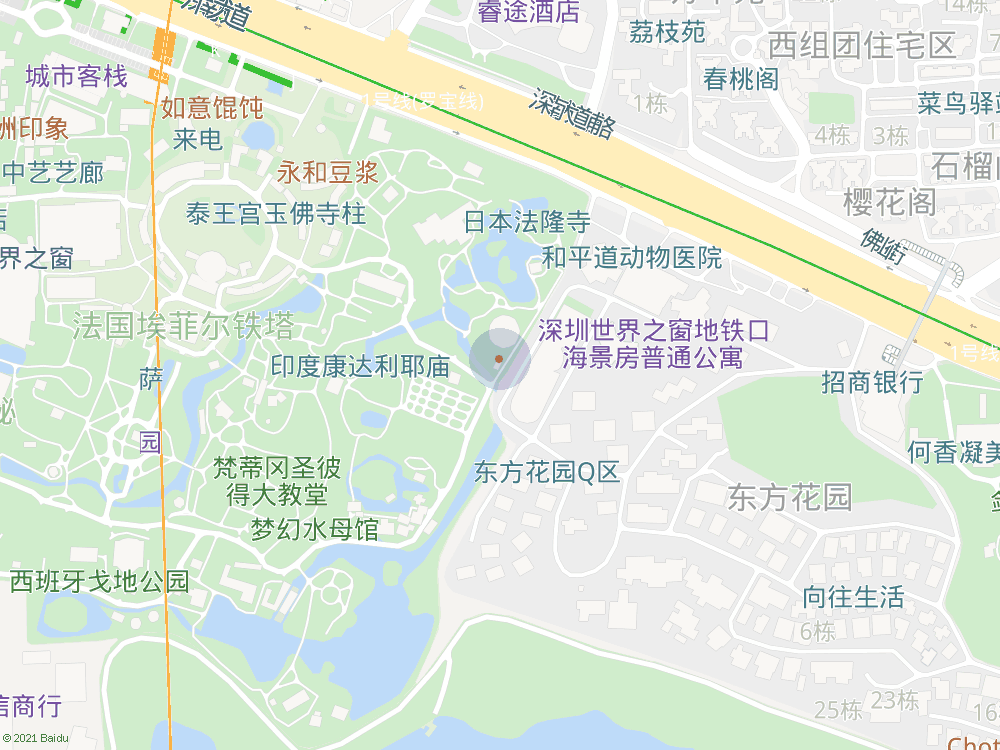 睿途酒店
荔枝苑
14栋
西组团住宅区
城市客栈
春桃阁
1号线(罗宝线)
1栋
菜鸟驿站
如意馄饨
洲印象
来电
4栋
3栋
中艺艺廊
永和豆浆
石榴
樱花阁
泰王宫玉佛寺柱
日本法隆寺
界之窗
和平道动物医院
法国埃菲尔铁塔
深圳世界之窗地铁口
海景房普通公寓
1号线
印度康达利耶庙
萨
招商银行
园
何香凝美
梵蒂冈圣彼
得大教堂
东方花园Q区
东方花园
梦幻水母馆
西班牙戈地公园
向往生活
6栋
信商行
25栋
23栋
16
© 2021 Baidu